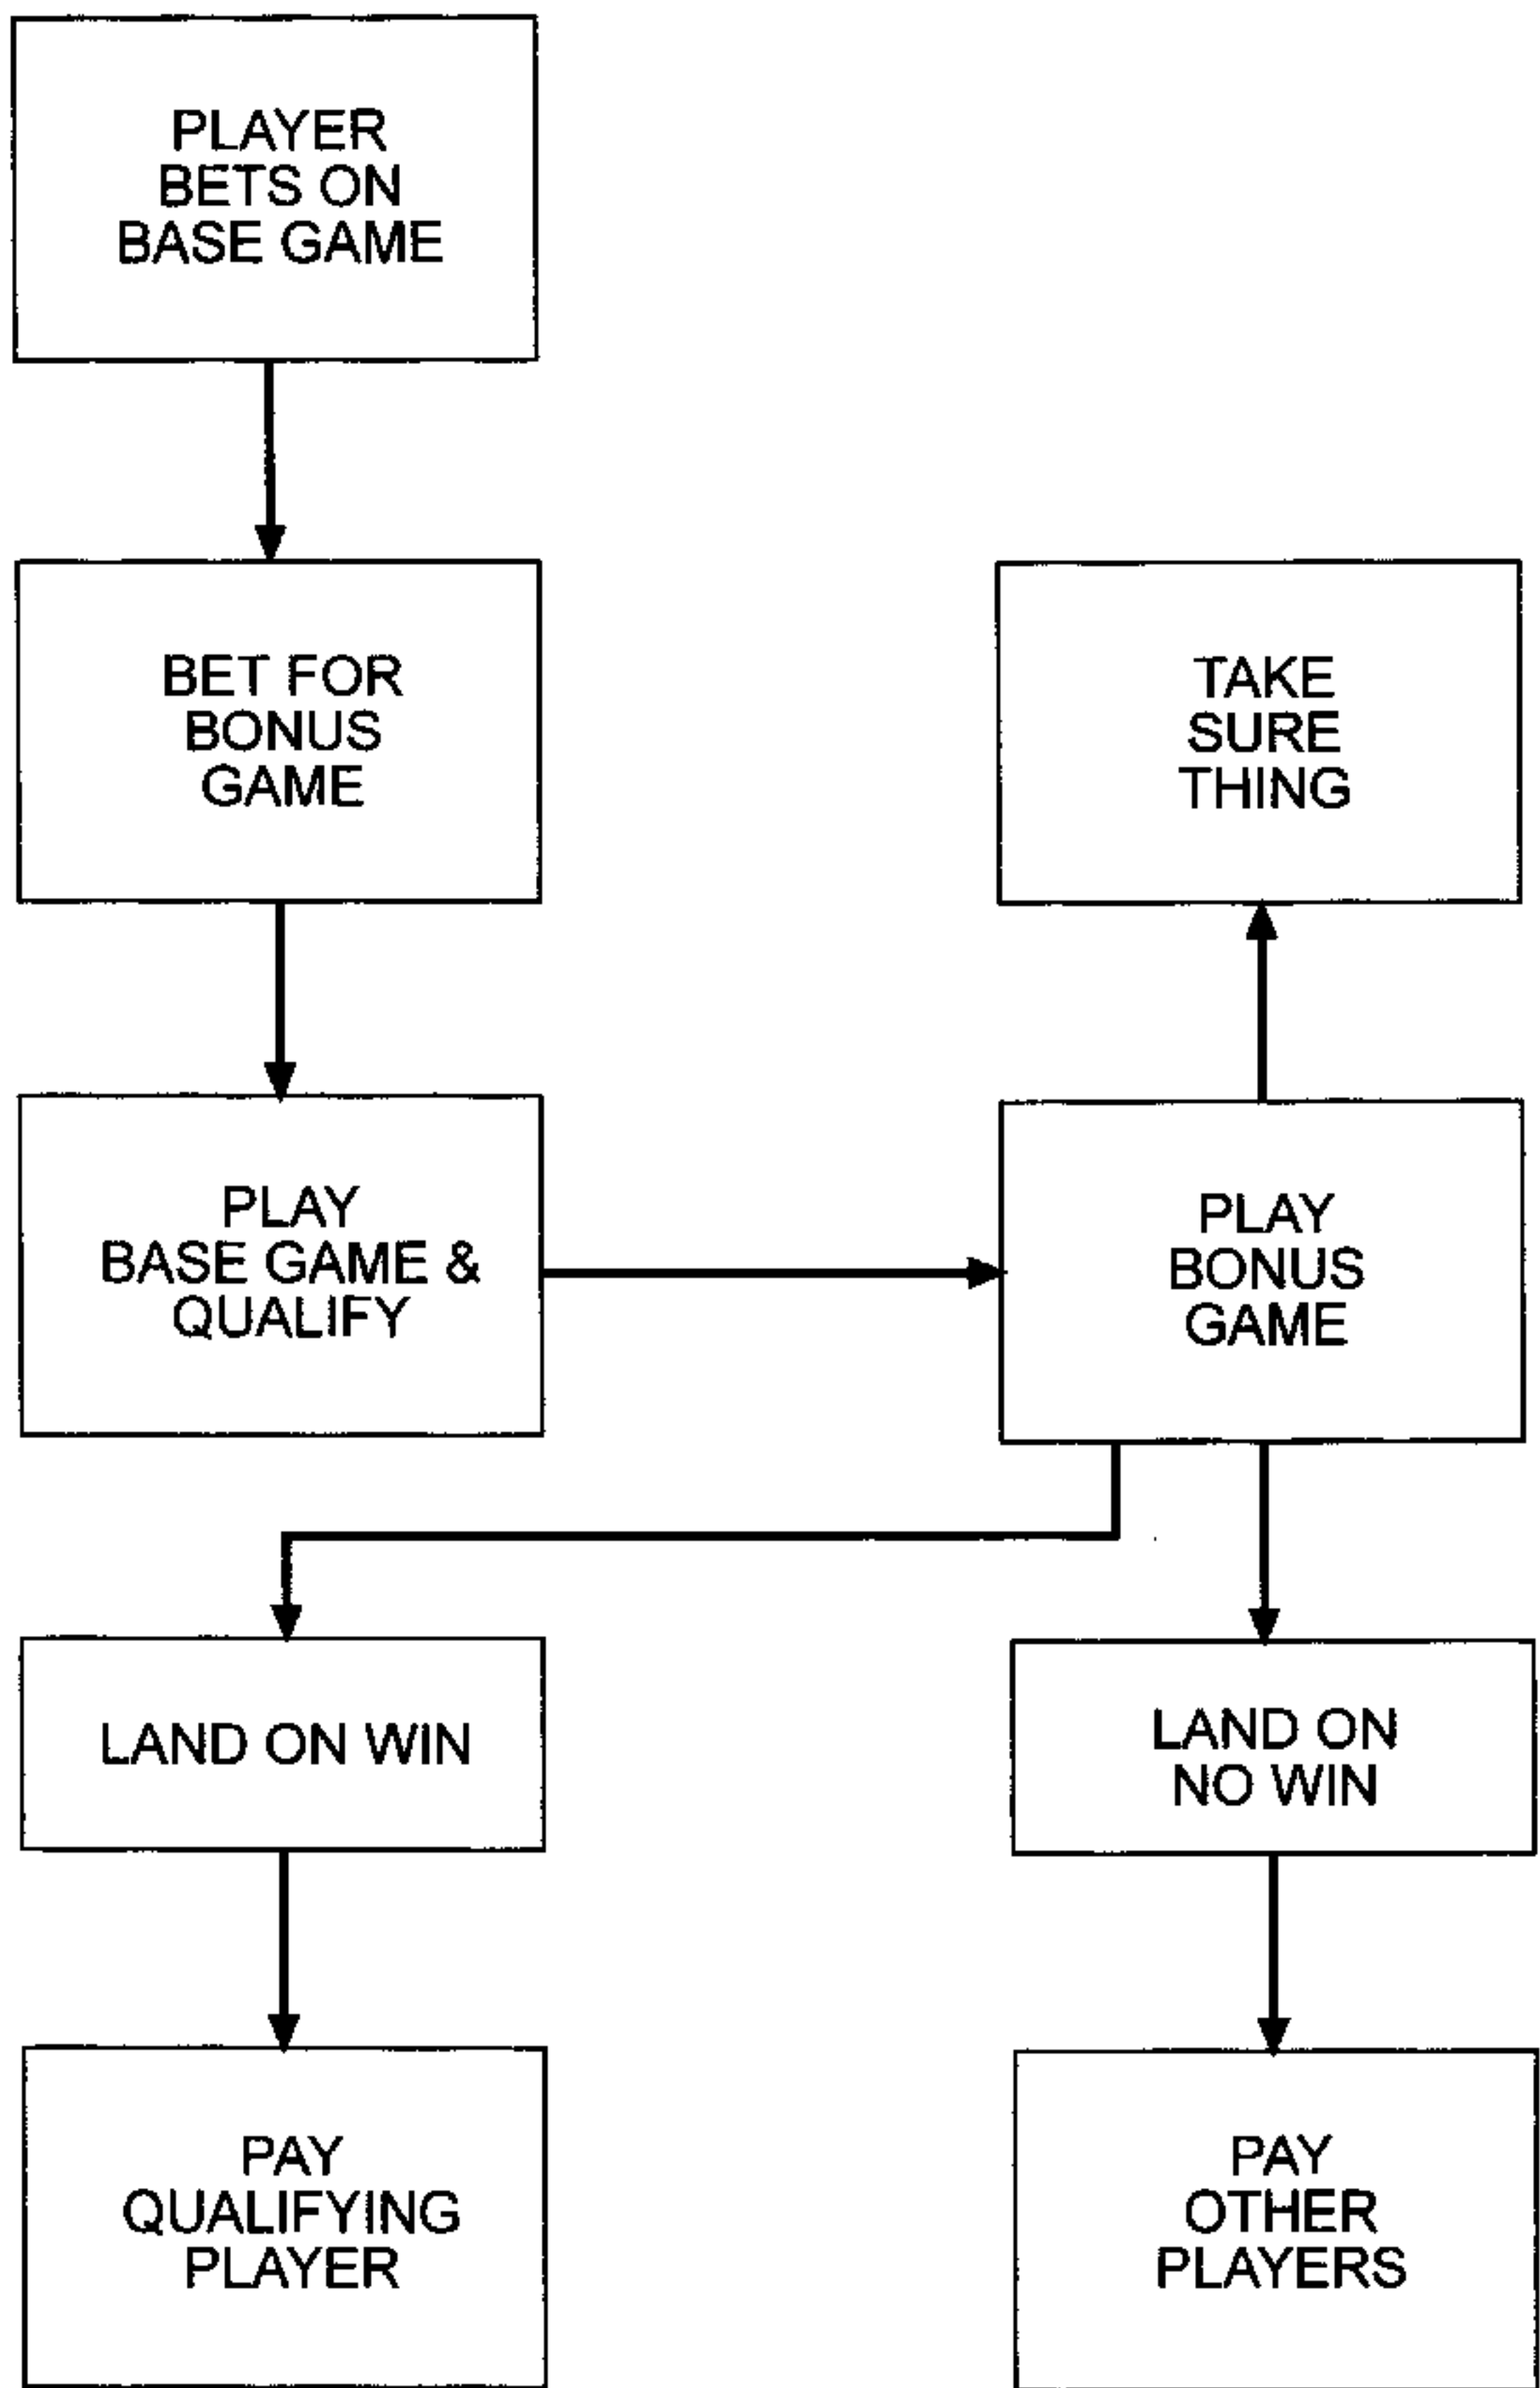 PLAYER
BETS ON
BASE GAME
BET FOR
BONUS
GAME
TAKE
SURE
THING
PLAY
BASE GAME &
QUALIFY
PLAY
BONUS
GAME
LAND ON WIN
LAND ON
NO WIN
PAY
QUALIFYING
PLAYER
PAY
OTHER
PLAYERS